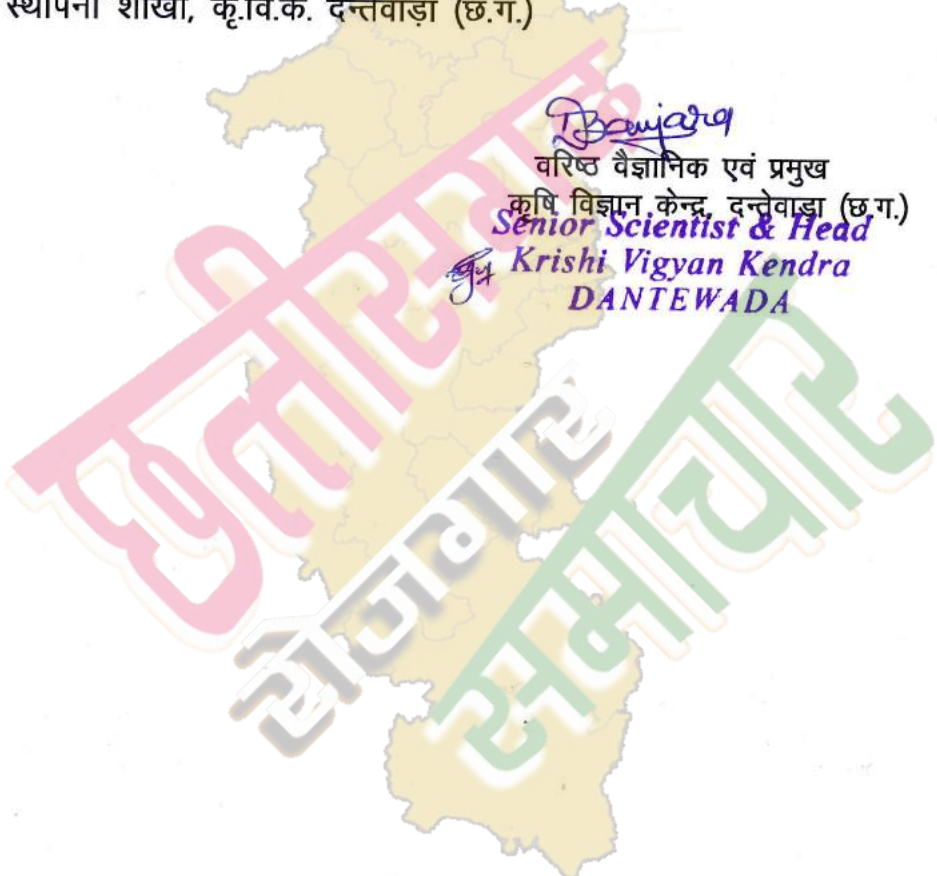 स्थापना शाखा, कृ.वि.के. दन्तेवाड़ा (छ.ग.)
वरिष्ठ वैज्ञानिक एवं प्रमुख
कृषि विज्ञान केन्द्र, दन्तेवाड़ा (छ.ग.)
Senior Scientist & Head
Krishi Vigyan Kendra
DANTEWADA
छत्तीसगढ़
रोजगार
समाचार